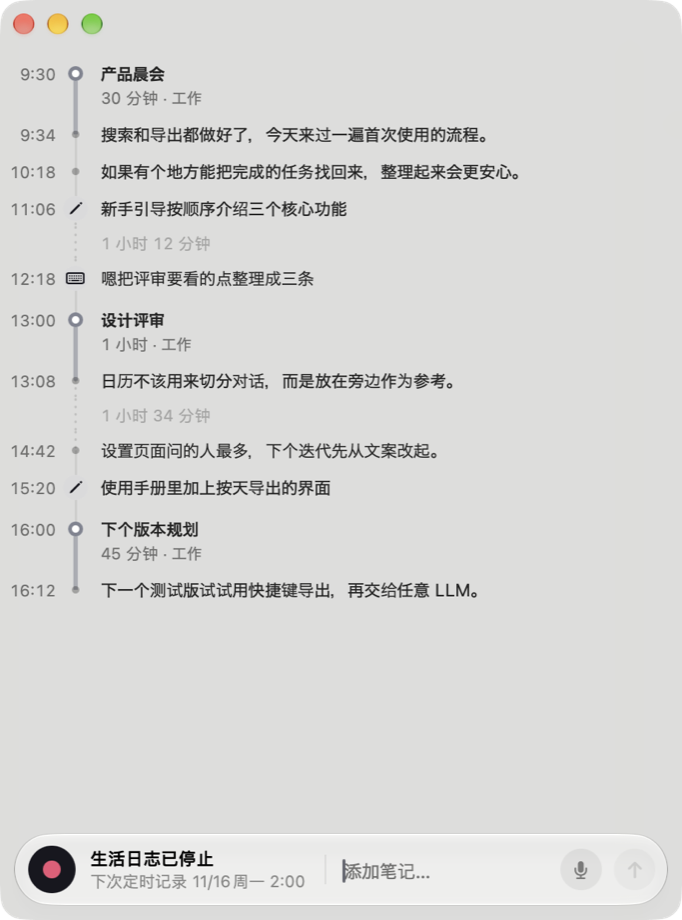 9:30 产品晨会
30 分钟 · 工作
9:34 搜索和导出都做好了，今天来过一遍首次使用的流程。
10:18 如果有个地方能把完成的任务找回来，整理起来会更安心。
11:06 新手引导按顺序介绍三个核心功能
1 小时 12 分钟
12:18 嗯把评审要看的点整理成三条
13:00 设计评审
1 小时 · 工作
13:08 日历不该用来切分对话，而是放在旁边作为参考。
1 小时 34 分钟
14:42 设置页面问的人最多，下个迭代先从文案改起。
15:20 使用手册里加上按天导出的界面
16:00 下个版本规划
45 分钟 · 工作
16:12 下一个测试版试试用快捷键导出，再交给任意 LLM。
生活日志已停止
下次定时记录 11/16 周一 2:00
添加笔记...